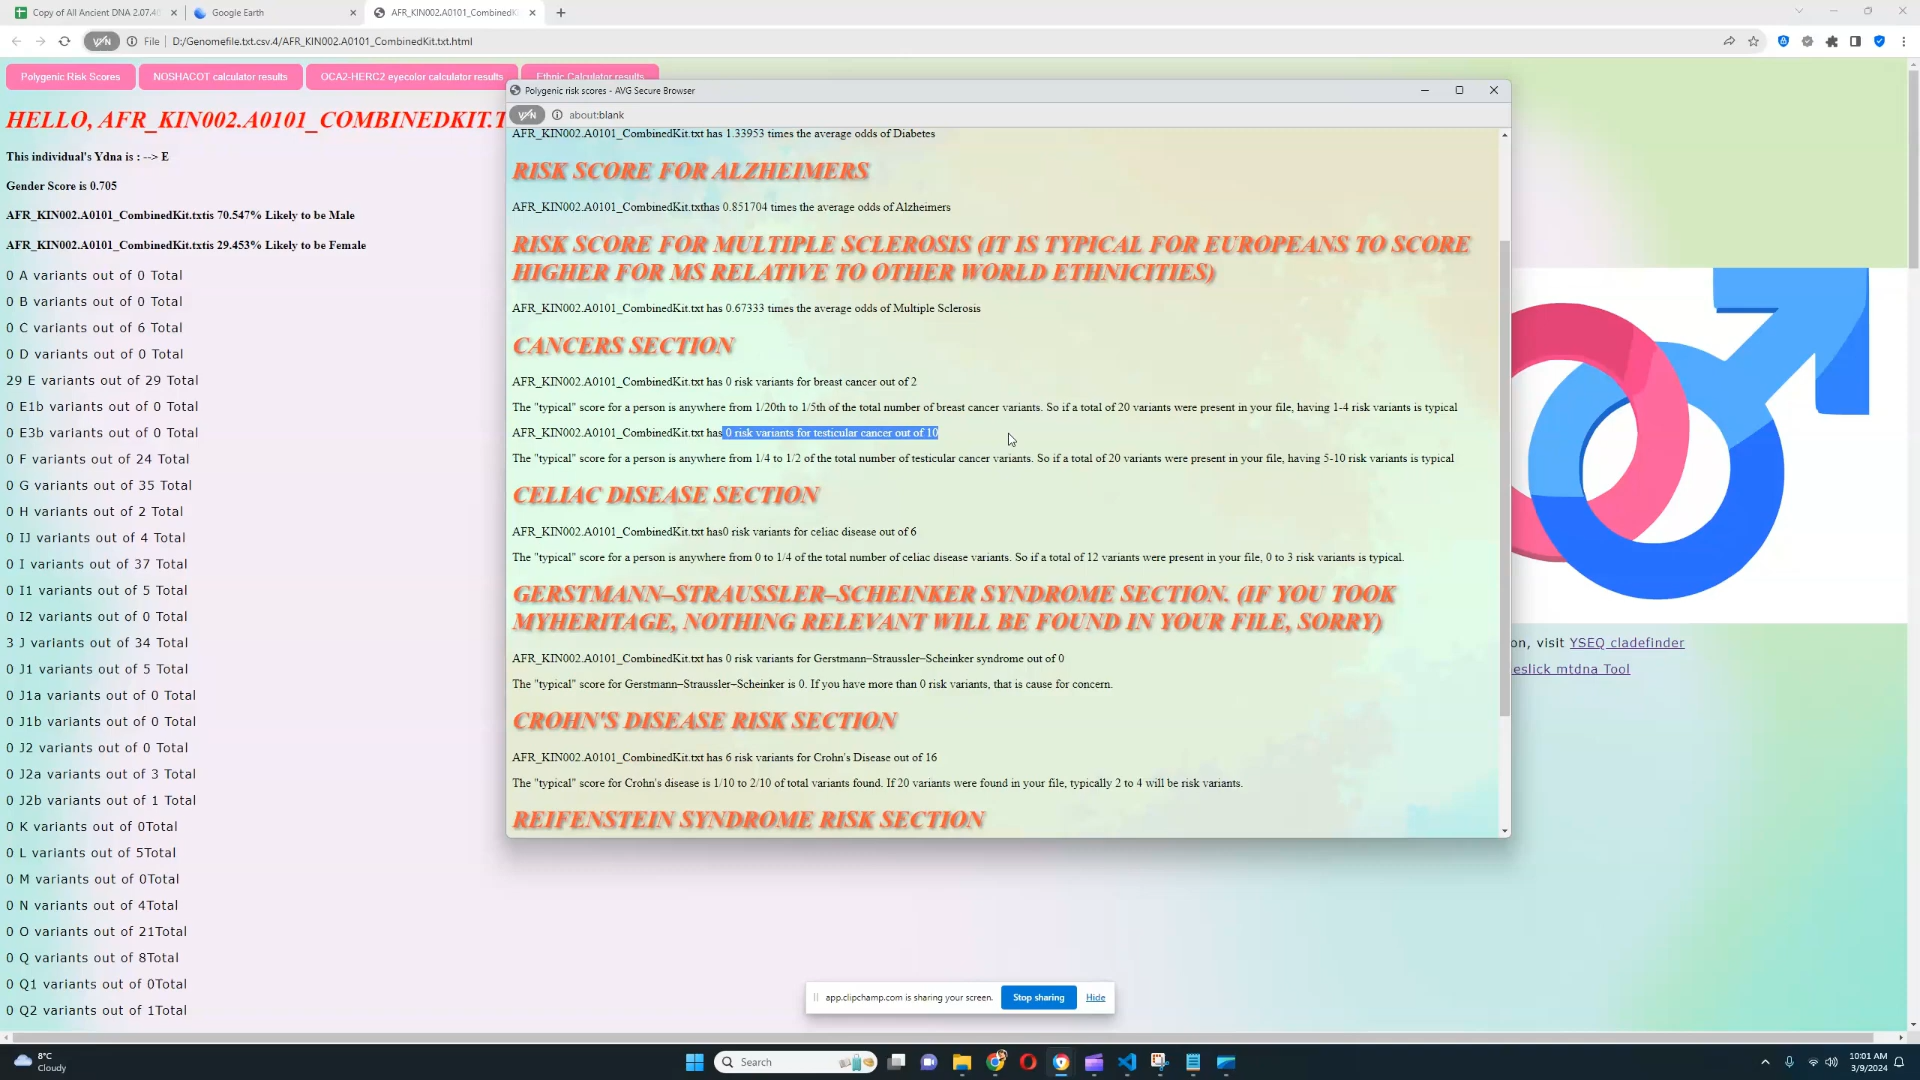 Copy of All Ancient DNA 2.07.46
Google Earth
AFR_KIN002.A0101_CombinedK
File
D:/Genomefile.txt.csv.4/AFR_KIN002.A0101_CombinedKit.txt.html
Polygenic Risk Scores
NOSHACOT calculator results
OCA2-HERC2 eyecolor calculator results
Ethnic Calculator results
HELLO, AFR_KIN002.A0101_COMBINEDKIT.T
This individual's Ydna is : --> E
Gender Score is 0.705
AFR_KIN002.A0101_CombinedKit.txtis 70.547% Likely to be Male
AFR_KIN002.A0101_CombinedKit.txtis 29.453% Likely to be Female
0 A variants out of 0 Total
0 B variants out of 0 Total
0 C variants out of 6 Total
0 D variants out of 0 Total
29 E variants out of 29 Total
0 E1b variants out of 0 Total
0 E3b variants out of 0 Total
0 F variants out of 24 Total
0 G variants out of 35 Total
0 H variants out of 2 Total
0 IJ variants out of 4 Total
0 I variants out of 37 Total
0 I1 variants out of 5 Total
0 I2 variants out of 0 Total
3 J variants out of 34 Total
0 J1 variants out of 5 Total
0 J1a variants out of 0 Total
0 J1b variants out of 0 Total
0 J2 variants out of 0 Total
0 J2a variants out of 3 Total
0 J2b variants out of 1 Total
0 K variants out of 0Total
0 L variants out of 5Total
0 M variants out of 0Total
0 N variants out of 4Total
0 O variants out of 21Total
0 Q variants out of 8Total
0 Q1 variants out of 0Total
0 Q2 variants out of 1Total
Polygenic risk scores - AVG Secure Browser
about:blank
AFR_KIN002.A0101_CombinedKit.txt has 1.33953 times the average odds of Diabetes
RISK SCORE FOR ALZHEIMERS
AFR_KIN002.A0101_CombinedKit.txthas 0.851704 times the average odds of Alzheimers
RISK SCORE FOR MULTIPLE SCLEROSIS (IT IS TYPICAL FOR EUROPEANS TO SCORE
HIGHER FOR MS RELATIVE TO OTHER WORLD ETHNICITIES)
AFR_KIN002.A0101_CombinedKit.txt has 0.67333 times the average odds of Multiple Sclerosis
CANCERS SECTION
AFR_KIN002.A0101_CombinedKit.txt has 0 risk variants for breast cancer out of 2
The "typical" score for a person is anywhere from 1/20th to 1/5th of the total number of breast cancer variants. So if a total of 20 variants were present in your file, having 1-4 risk variants is typical
AFR_KIN002.A0101_CombinedKit.txt has 0 risk variants for testicular cancer out of 10
The "typical" score for a person is anywhere from 1/4 to 1/2 of the total number of testicular cancer variants. So if a total of 20 variants were present in your file, having 5-10 risk variants is typical
CELIAC DISEASE SECTION
AFR_KIN002.A0101_CombinedKit.txt has0 risk variants for celiac disease out of 6
The "typical" score for a person is anywhere from 0 to 1/4 of the total number of celiac disease variants. So if a total of 12 variants were present in your file, 0 to 3 risk variants is typical.
GERSTMANN–STRAUSSLER–SCHEINKER SYNDROME SECTION. (IF YOU TOOK
MYHERITAGE, NOTHING RELEVANT WILL BE FOUND IN YOUR FILE, SORRY)
AFR_KIN002.A0101_CombinedKit.txt has 0 risk variants for Gerstmann–Straussler–Scheinker syndrome out of 0
The "typical" score for Gerstmann–Straussler–Scheinker is 0. If you have more than 0 risk variants, that is cause for concern.
CROHN'S DISEASE RISK SECTION
AFR_KIN002.A0101_CombinedKit.txt has 6 risk variants for Crohn's Disease out of 16
The "typical" score for Crohn's disease is 1/10 to 2/10 of total variants found. If 20 variants were found in your file, typically 2 to 4 will be risk variants.
REIFENSTEIN SYNDROME RISK SECTION
on, visit YSEQ cladefinder
eslick mtdna Tool
app.clipchamp.com is sharing your screen.
Stop sharing
Hide
8°C
Cloudy
Search
10:01 AM
3/9/2024